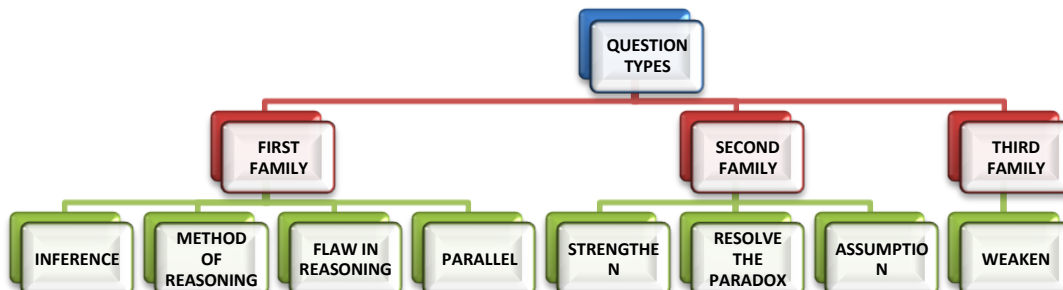 QUESTION
TYPES
FIRST
FAMILY
SECOND
FAMILY
THIRD
FAMILY
INFERENCE
METHOD
OF
REASONING
FLAW IN
REASONING
PARALLEL
STRENGTHE
N
RESOLVE
THE
PARADOX
ASSUMPTIO
N
WEAKEN